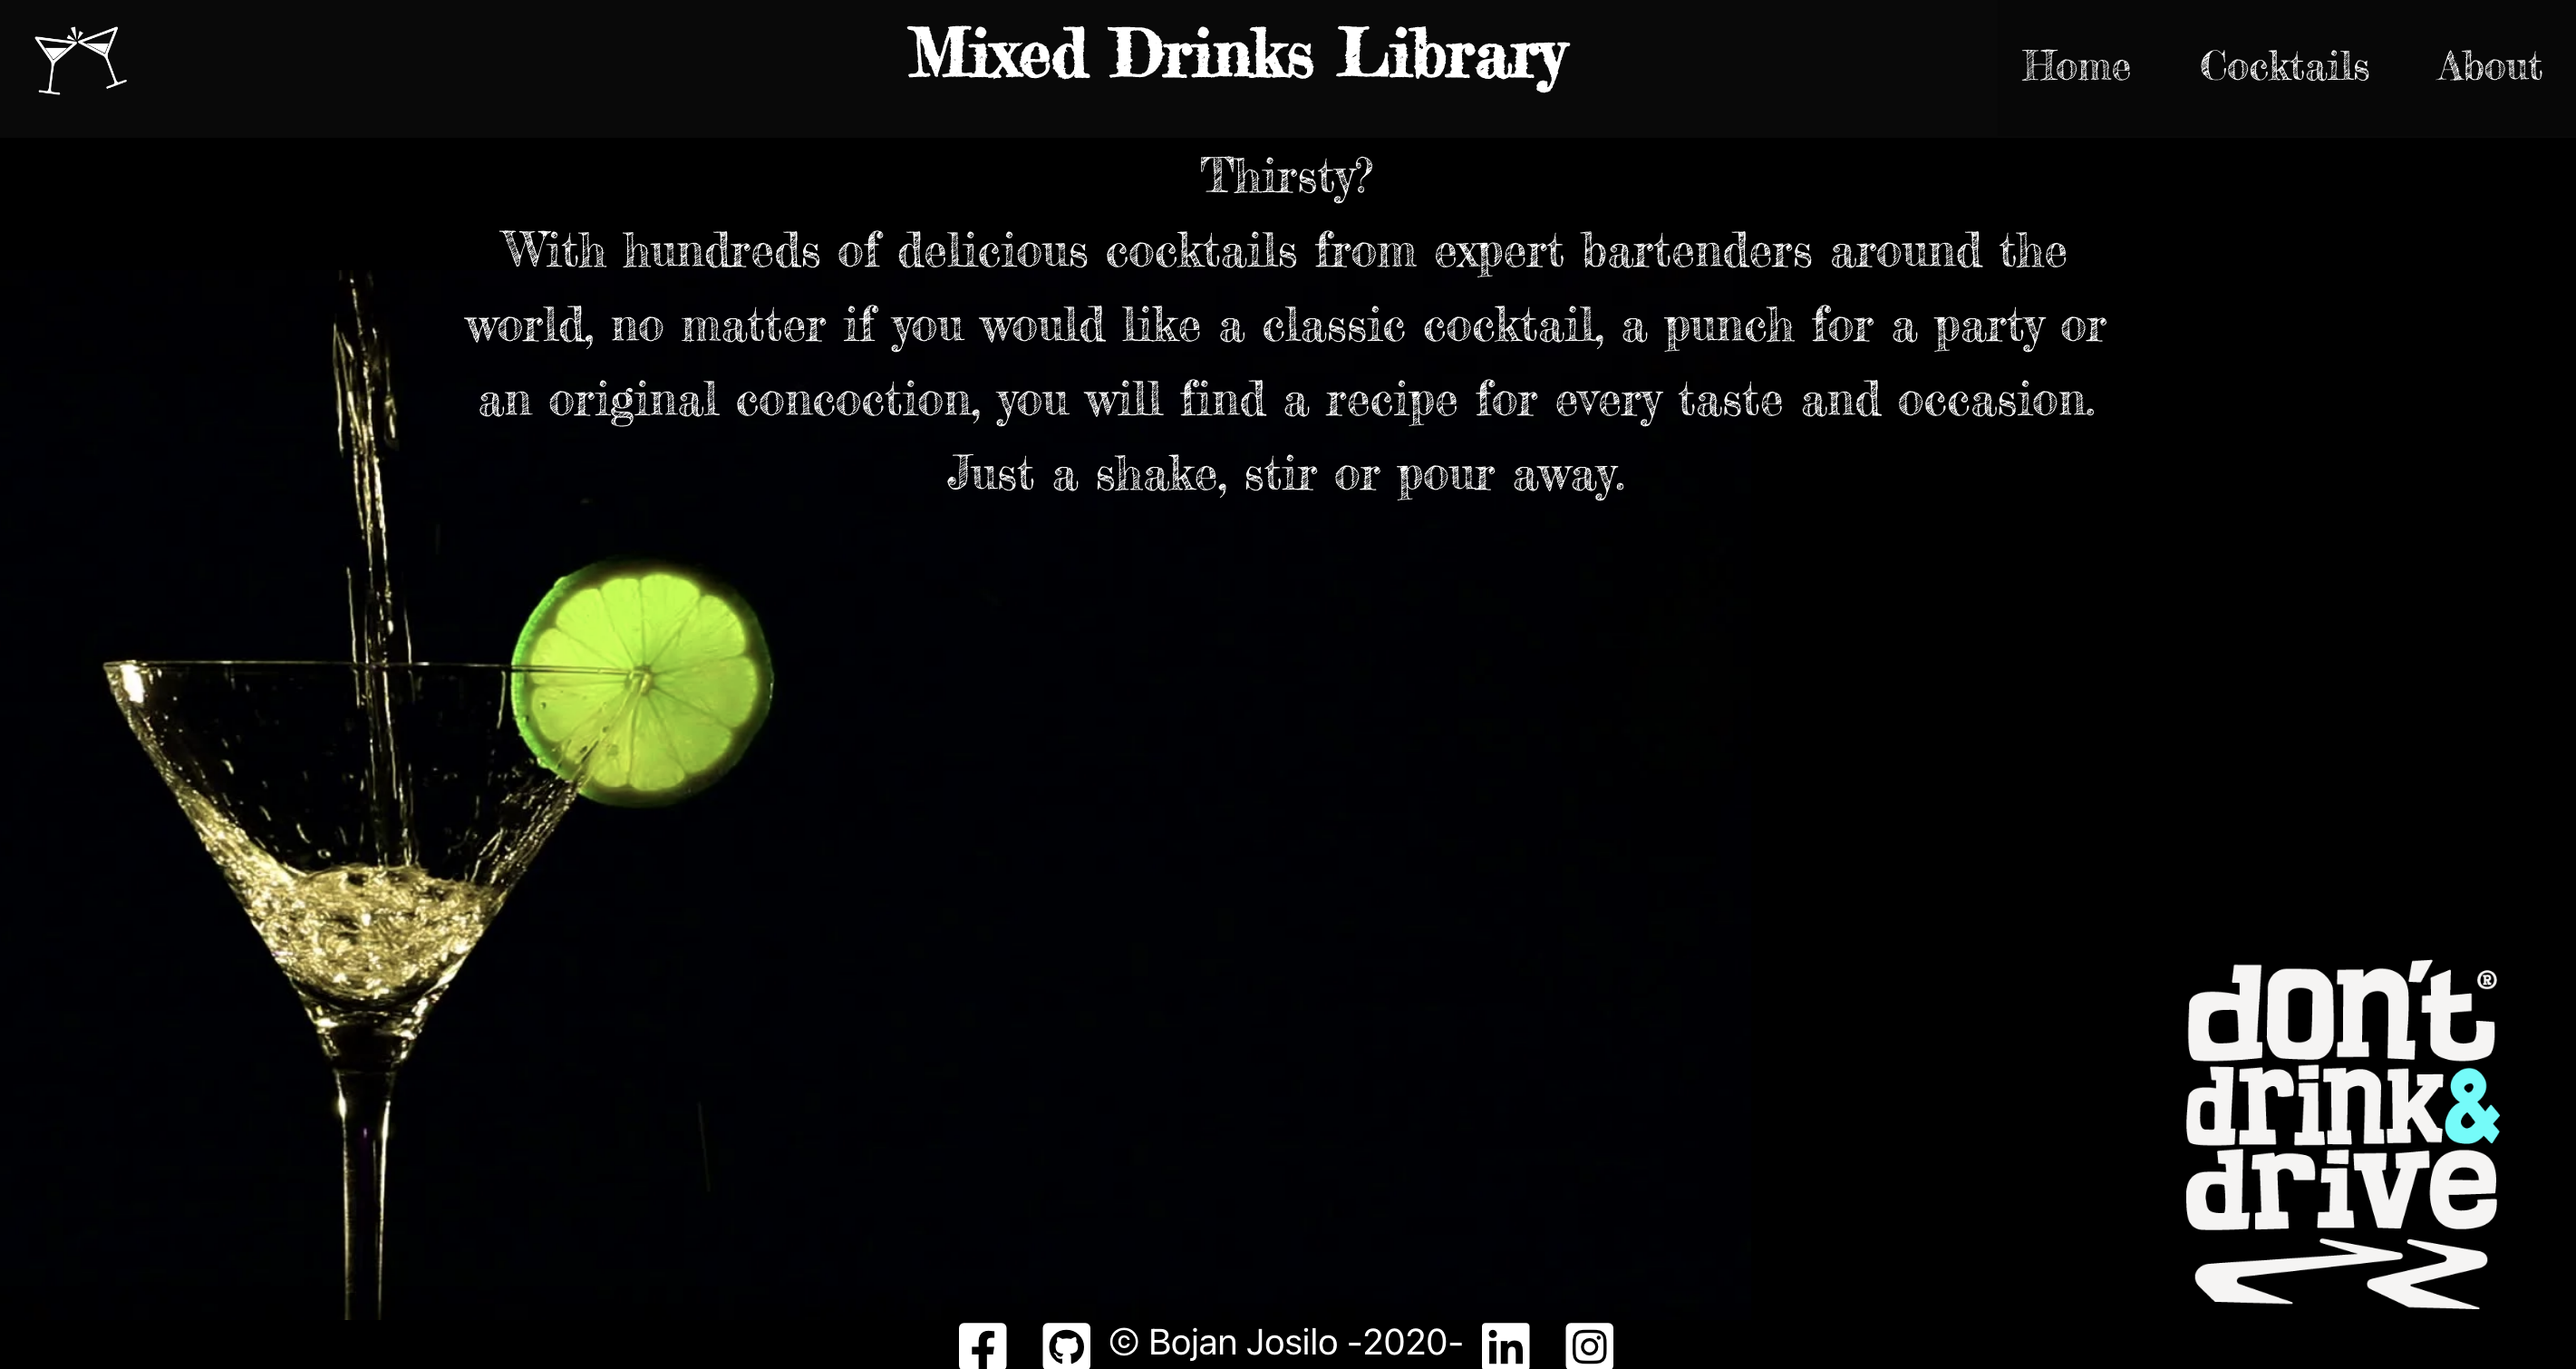 Mixed Drinks Library
Home
Cocktails
About
Thirsty?
With hundreds of delicious cocktails from expert bartenders around the
world, no matter if you would like a classic cocktail, a punch for a party or
an original concoction, you will find a recipe for every taste and occasion.
Just a shake, stir or pour away.
don't®
drink&
drive
© Bojan Josilo -2020-